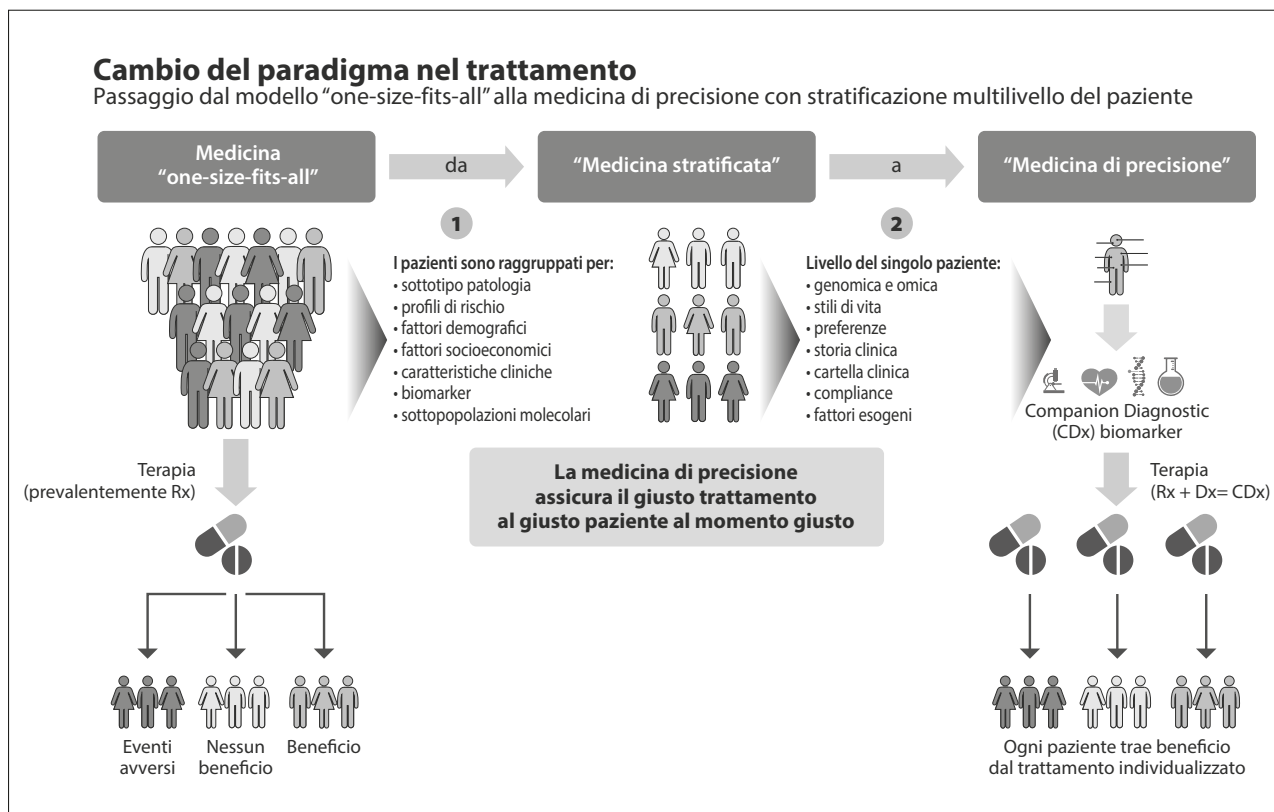 Cambio del paradigma nel trattamento
Passaggio dal modello “one-size-fits-all” alla medicina di precisione con stratificazione multilivello del paziente
Medicina
“one-size-fits-all”
da
“Medicina stratificata”
a
“Medicina di precisione”
1
I pazienti sono raggruppati per:
• sottotipo patologia
• profili di rischio
• fattori demografici
• fattori socioeconomici
• caratteristiche cliniche
• biomarker
• sottopopolazioni molecolari
2
Livello del singolo paziente:
• genomica e omica
• stili di vita
• preferenze
• storia clinica
• cartella clinica
• compliance
• fattori esogeni
Companion Diagnostic
(CDx) biomarker
Terapia
(prevalentemente Rx)
La medicina di precisione
assicura il giusto trattamento
al giusto paziente al momento giusto
Terapia
(Rx + Dx= CDx)
Eventi
avversi
Nessun
beneficio
Beneficio
Ogni paziente trae beneficio
dal trattamento individualizzato